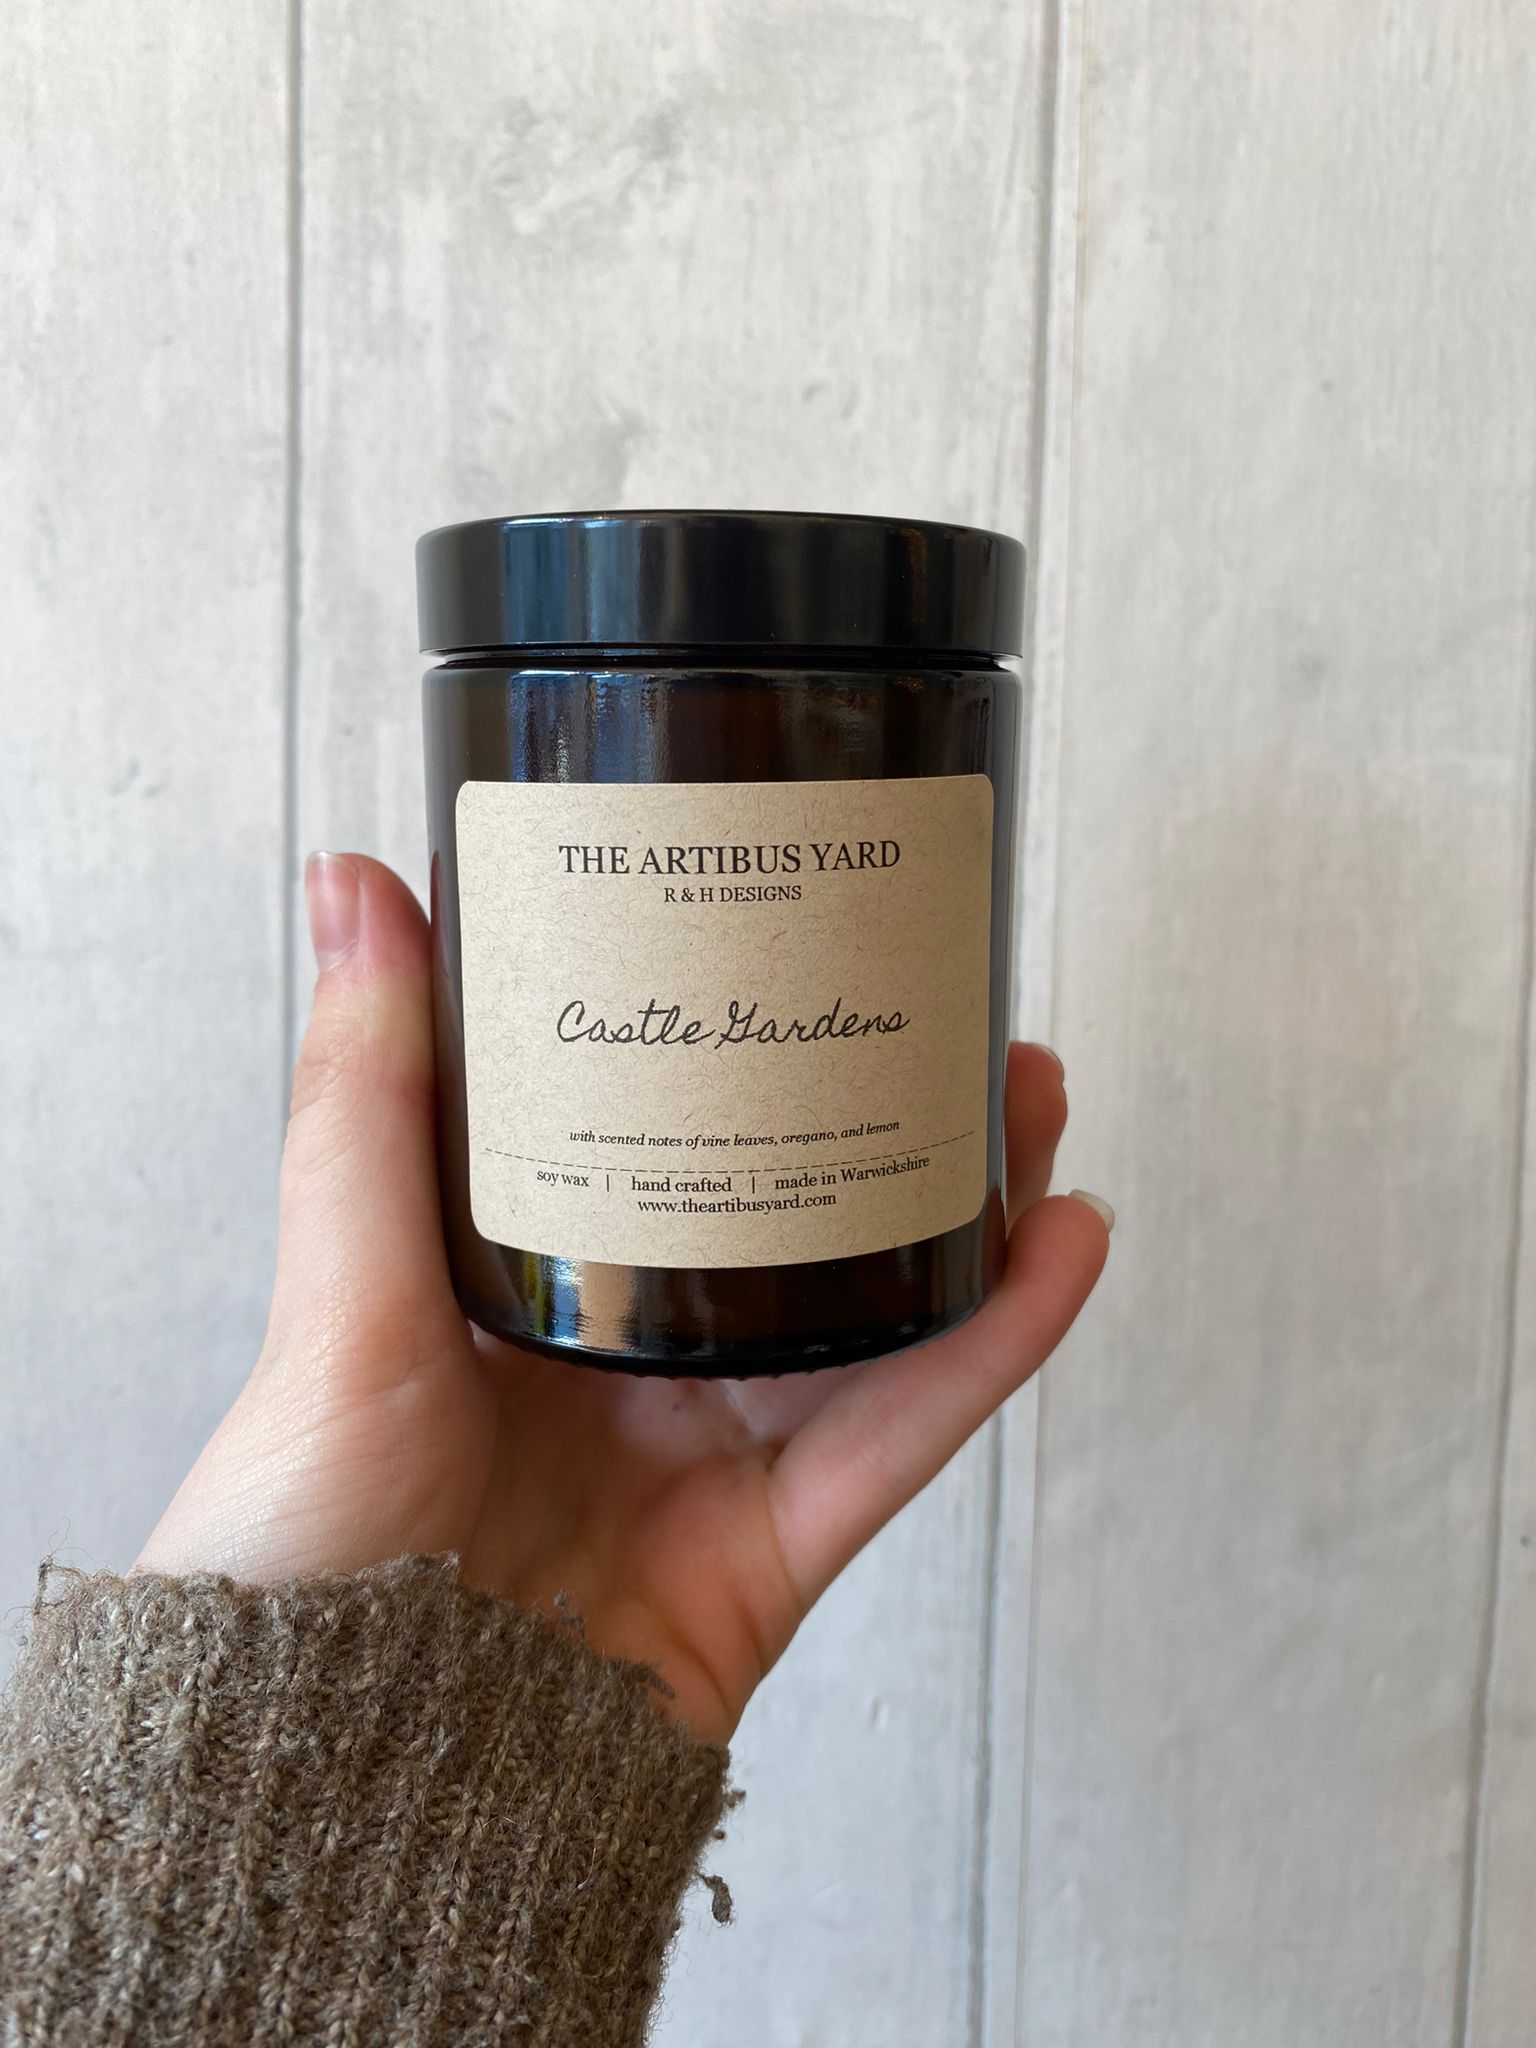 THE ARTIBUS YARD
R & H DESIGNS
Castle Gardens
with scented notes of vine leaves, oregano, and lemon
soy wax | hand crafted | made in Warwickshire
www.theartibusyard.com